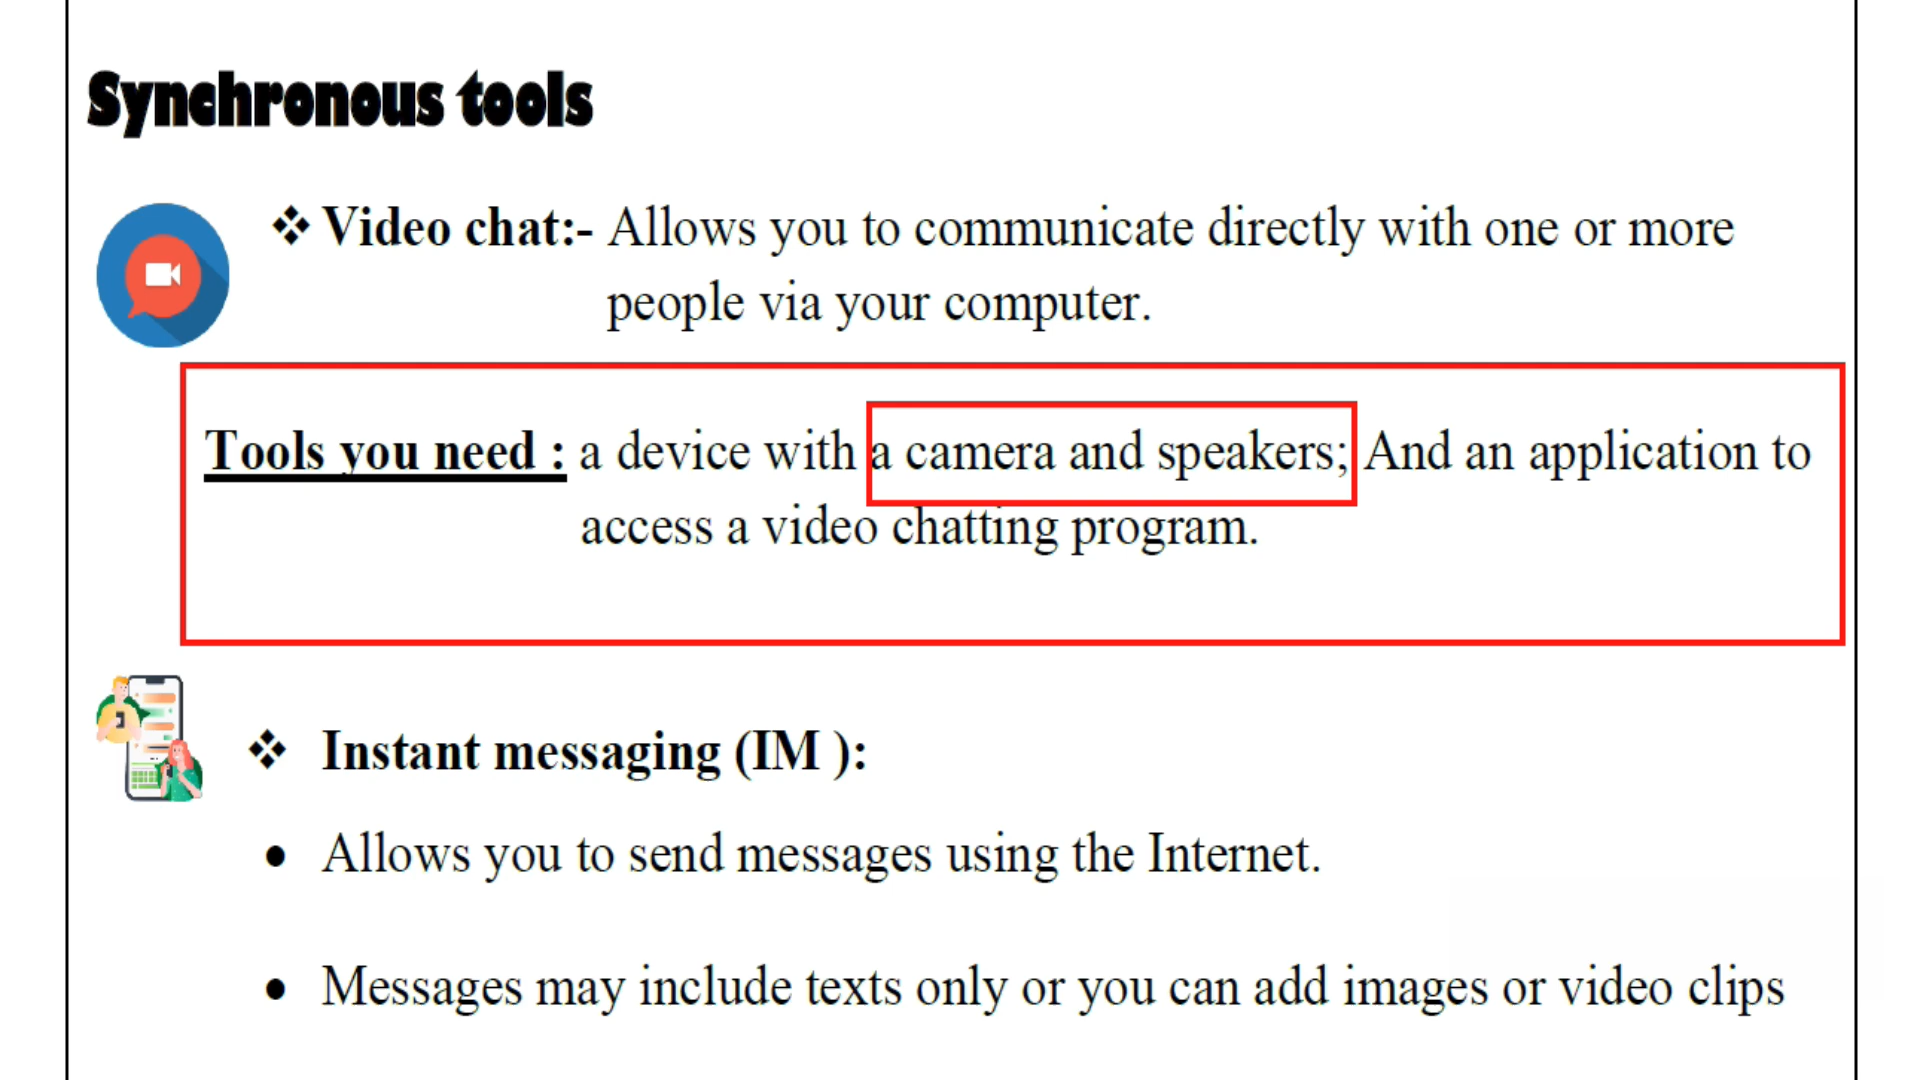 Synchronous tools
❖ Video chat:- Allows you to communicate directly with one or more
people via your computer.
Tools you need : a device with a camera and speakers; And an application to
access a video chatting program.
❖ Instant messaging (IM ):
• Allows you to send messages using the Internet.
• Messages may include texts only or you can add images or video clips